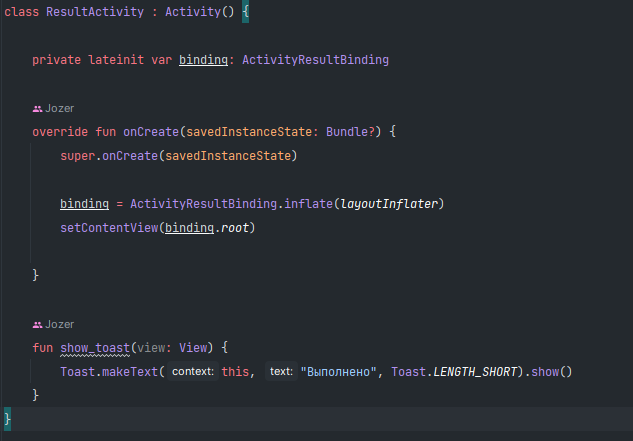 class ResultActivity : Activity() {
private lateinit var binding: ActivityResultBinding
Jozer
override fun onCreate(savedInstanceState: Bundle?) {
super.onCreate(savedInstanceState)
binding = ActivityResultBinding.inflate(layoutInflater)
setContentView(binding.root)
}
Jozer
fun show_toast(view: View) {
Toast.makeText( context: this, text: "Выполнено", Toast.LENGTH_SHORT).show()
}
}